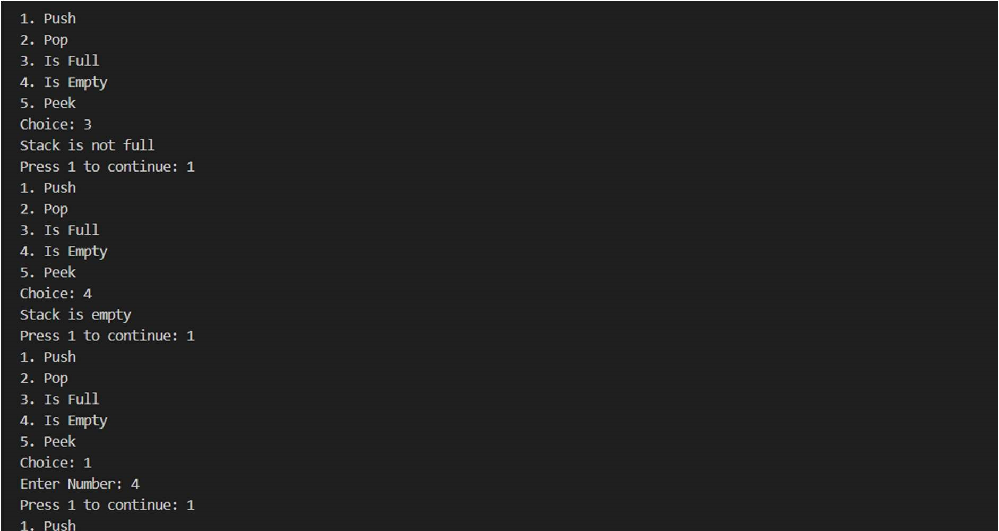 1. Push
2. Pop
3. Is Full
4. Is Empty
5. Peek
Choice: 3
Stack is not full
Press 1 to continue: 1
1. Push
2. Pop
3. Is Full
4. Is Empty
5. Peek
Choice: 4
Stack is empty
Press 1 to continue: 1
1. Push
2. Pop
3. Is Full
4. Is Empty
5. Peek
Choice: 1
Enter Number: 4
Press 1 to continue: 1
1. Push